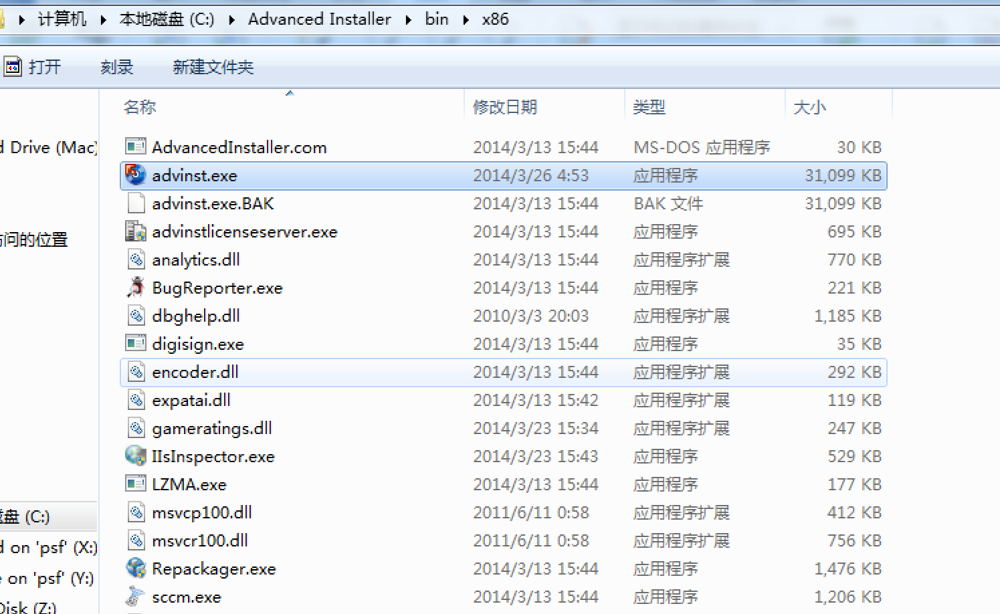 计算机 本地磁盘 (C:) Advanced Installer bin x86
打开 刻录 新建文件夹
名称 修改日期 类型 大小
d Drive (Mac)
问的位置
盘 (C:)
d on 'psf' (X:)
e on 'psf' (Y:)
Disk (Z:)
AdvancedInstaller.com 2014/3/13 15:44 MS-DOS 应用程序 30 KB
advinst.exe 2014/3/26 4:53 应用程序 31,099 KB
advinst.exe.BAK 2014/3/13 15:44 BAK 文件 31,099 KB
advinstlicenseserver.exe 2014/3/13 15:44 应用程序 695 KB
analytics.dll 2014/3/13 15:44 应用程序扩展 770 KB
BugReporter.exe 2014/3/13 15:44 应用程序 221 KB
dbghelp.dll 2010/3/3 20:03 应用程序扩展 1,185 KB
digisign.exe 2014/3/13 15:44 应用程序 35 KB
encoder.dll 2014/3/13 15:44 应用程序扩展 292 KB
expatai.dll 2014/3/13 15:42 应用程序扩展 119 KB
gameratings.dll 2014/3/23 15:34 应用程序扩展 247 KB
IIsInspector.exe 2014/3/23 15:43 应用程序 529 KB
LZMA.exe 2014/3/13 15:44 应用程序 177 KB
msvcp100.dll 2011/6/11 0:58 应用程序扩展 412 KB
msvcr100.dll 2011/6/11 0:58 应用程序扩展 756 KB
Repackager.exe 2014/3/13 15:44 应用程序 1,476 KB
sccm.exe 2014/3/13 15:44 应用程序 1,206 KB